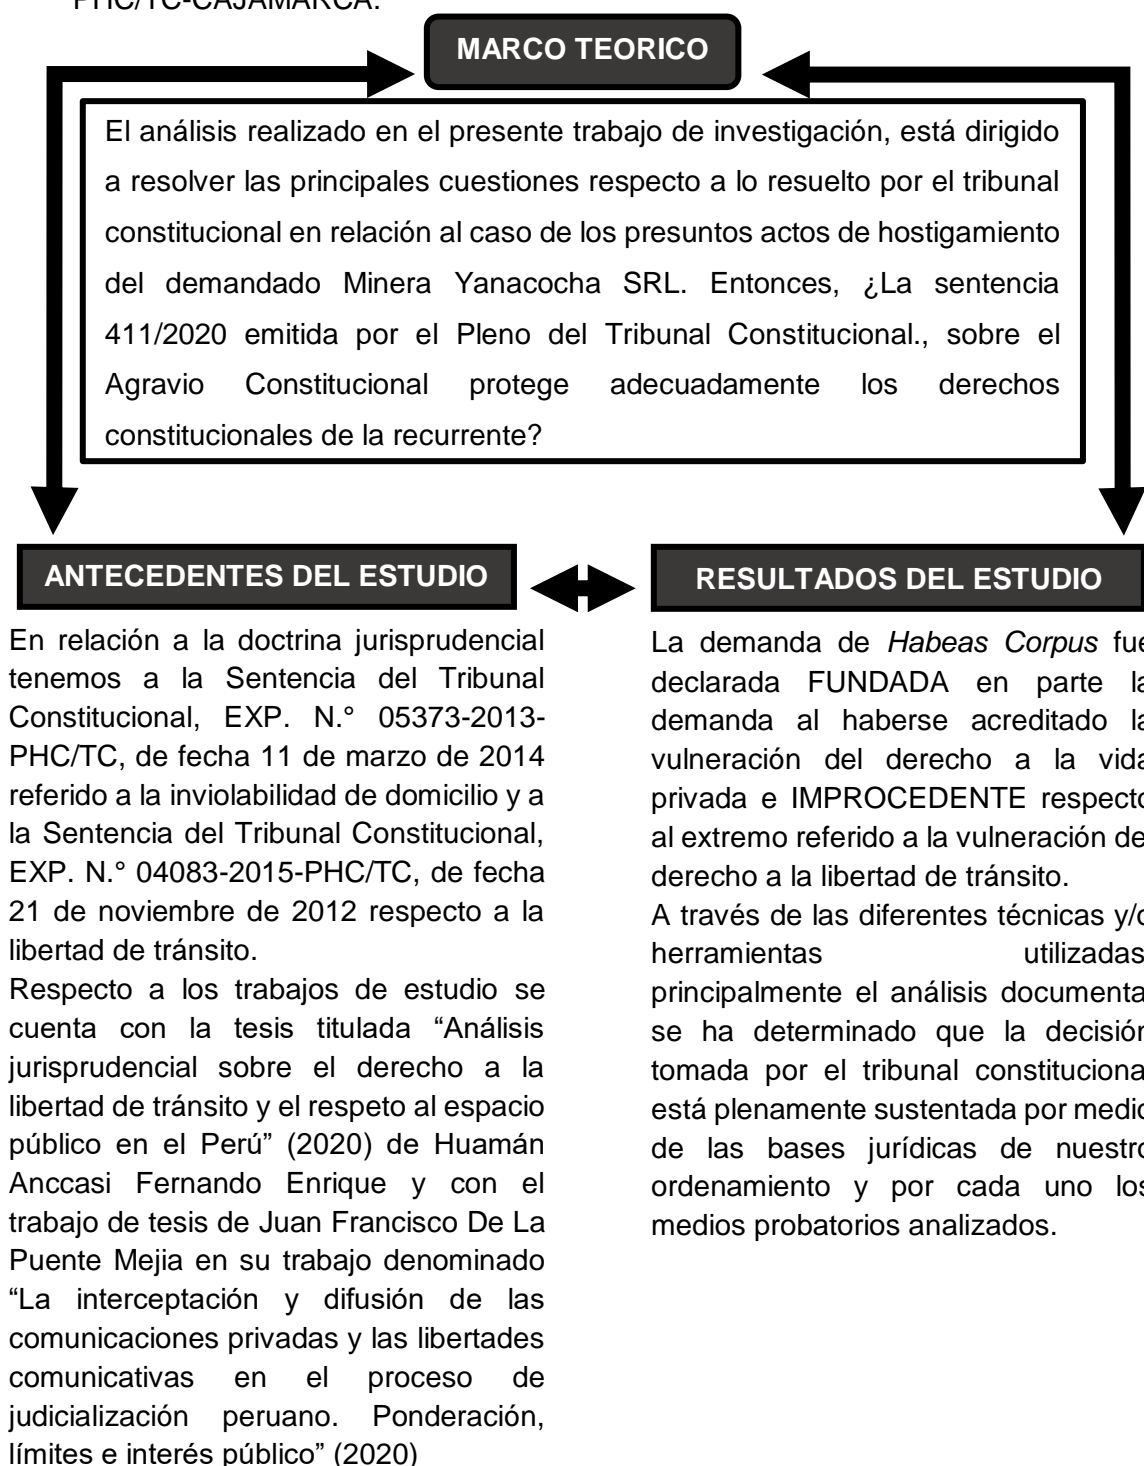 PHC/TC-CAJAMARCA.
MARCO TEORICO
El análisis realizado en el presente trabajo de investigación, está dirigido
a resolver las principales cuestiones respecto a lo resuelto por el tribunal
constitucional en relación al caso de los presuntos actos de hostigamiento
del demandado Minera Yanacocha SRL. Entonces, ¿La sentencia
411/2020 emitida por el Pleno del Tribunal Constitucional., sobre el
Agravio Constitucional protege adecuadamente los derechos
constitucionales de la recurrente?
ANTECEDENTES DEL ESTUDIO
En relación a la doctrina jurisprudencial
tenemos a la Sentencia del Tribunal
Constitucional, EXP. N.° 05373-2013-
PHC/TC, de fecha 11 de marzo de 2014
referido a la inviolabilidad de domicilio y a
la Sentencia del Tribunal Constitucional,
EXP. N.° 04083-2015-PHC/TC, de fecha
21 de noviembre de 2012 respecto a la
libertad de tránsito.
Respecto a los trabajos de estudio se
cuenta con la tesis titulada “Análisis
jurisprudencial sobre el derecho a la
libertad de tránsito y el respeto al espacio
público en el Perú” (2020) de Huamán
Anccasi Fernando Enrique y con el
trabajo de tesis de Juan Francisco De La
Puente Mejia en su trabajo denominado
“La interceptación y difusión de las
comunicaciones privadas y las libertades
comunicativas en el proceso de
judicialización peruano. Ponderación,
límites e interés público” (2020)
RESULTADOS DEL ESTUDIO
La demanda de Habeas Corpus fue
declarada FUNDADA en parte la
demanda al haberse acreditado la
vulneración del derecho a la vida
privada e IMPROCEDENTE respecto
al extremo referido a la vulneración de
derecho a la libertad de tránsito.
A través de las diferentes técnicas y/o
herramientas utilizadas
principalmente el análisis documenta
se ha determinado que la decisión
tomada por el tribunal constituciona
está plenamente sustentada por medio
de las bases jurídicas de nuestro
ordenamiento y por cada uno los
medios probatorios analizados.